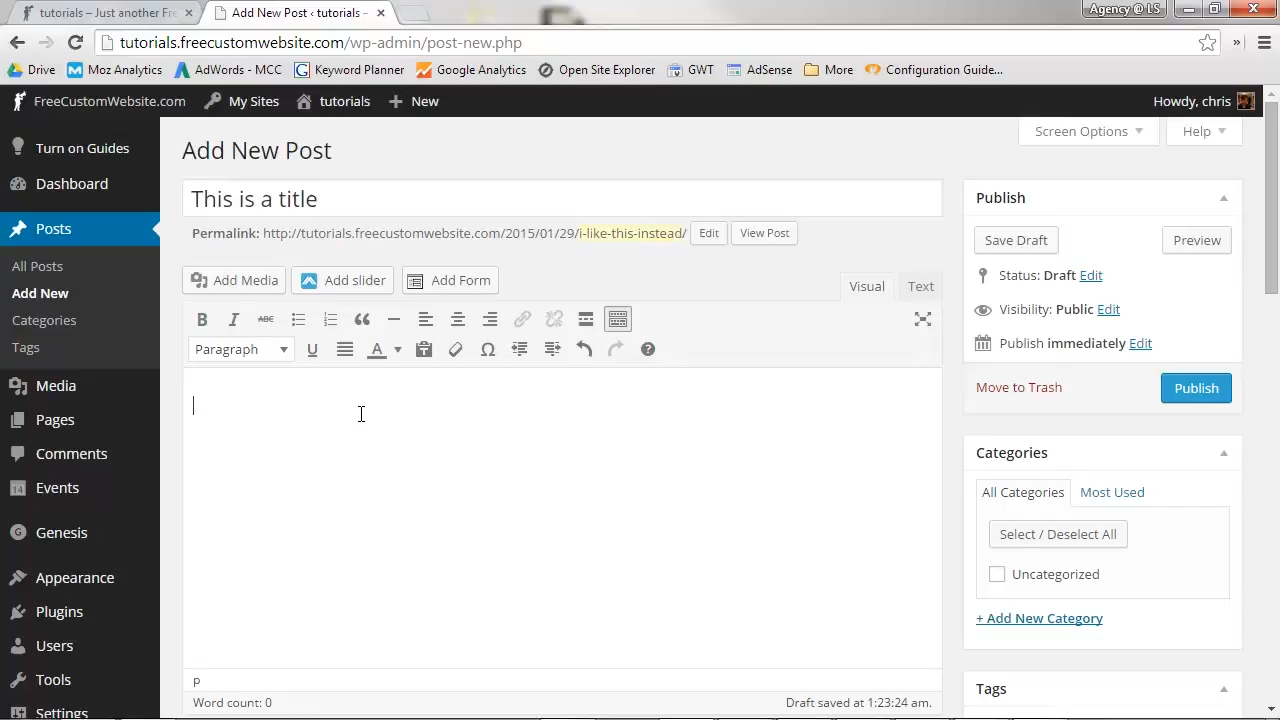 tutorials – Just another Fre
Add New Post ‹ tutorials –
Agency @ LS
tutorials.freecustomwebsite.com/wp-admin/post-new.php
Drive
Moz Analytics
AdWords - MCC
Keyword Planner
Google Analytics
Open Site Explorer
GWT
AdSense
More
Configuration Guide...
FreeCustomWebsite.com
My Sites
tutorials
New
Howdy, chris
Turn on Guides
Dashboard
Posts
All Posts
Add New
Categories
Tags
Media
Pages
Comments
14
Events
Genesis
Appearance
Plugins
Users
Tools
Settings
Screen Options
Help
Add New Post
This is a title
Permalink: http://tutorials.freecustomwebsite.com/2015/01/29/i-like-this-instead/
Edit
View Post
Add Media
Add slider
Add Form
Visual
Text
B
I
ABC
Paragraph
U
A
p
Word count: 0
Draft saved at 1:23:24 am.
Publish
Save Draft
Preview
Status: Draft Edit
Visibility: Public Edit
Publish immediately Edit
Move to Trash
Publish
Categories
All Categories
Most Used
Select / Deselect All
Uncategorized
+ Add New Category
Tags